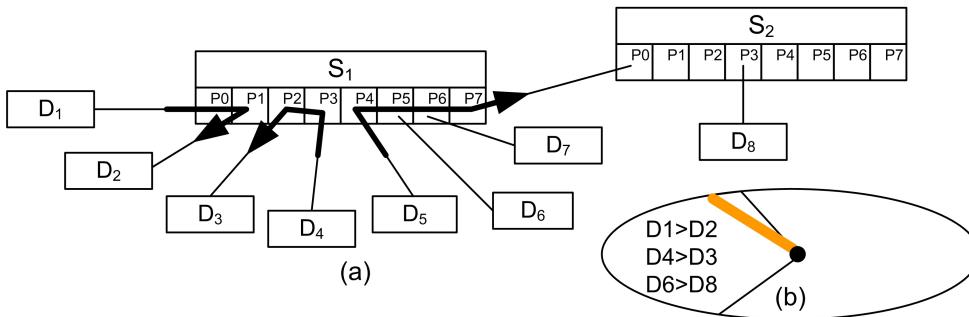 S₂
P0 P1 P2 P3 P4 P5 P6 P7
S₁
P0 P1 P2 P3 P4 P5 P6 P7
D₁
D₂
D₃
D₄
D₅
D₆
D₇
D₈
(a)
D1>D2
D4>D3
D6>D8
(b)